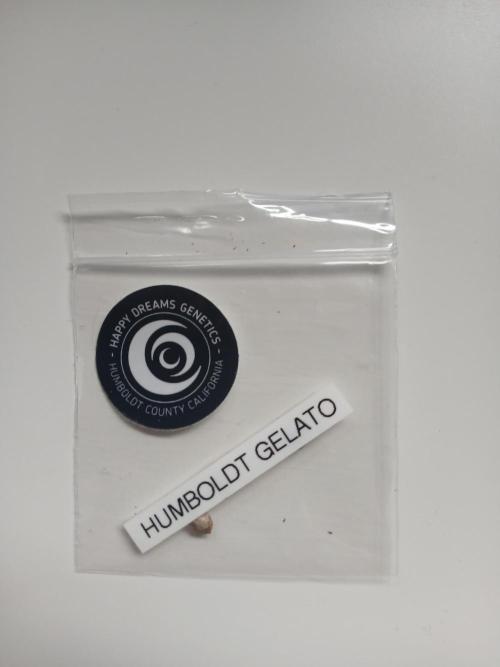 - HAPPY DREAMS GENETICS -
HUMBOLDT COUNTY CALIFORNIA
HUMBOLDT GELATO